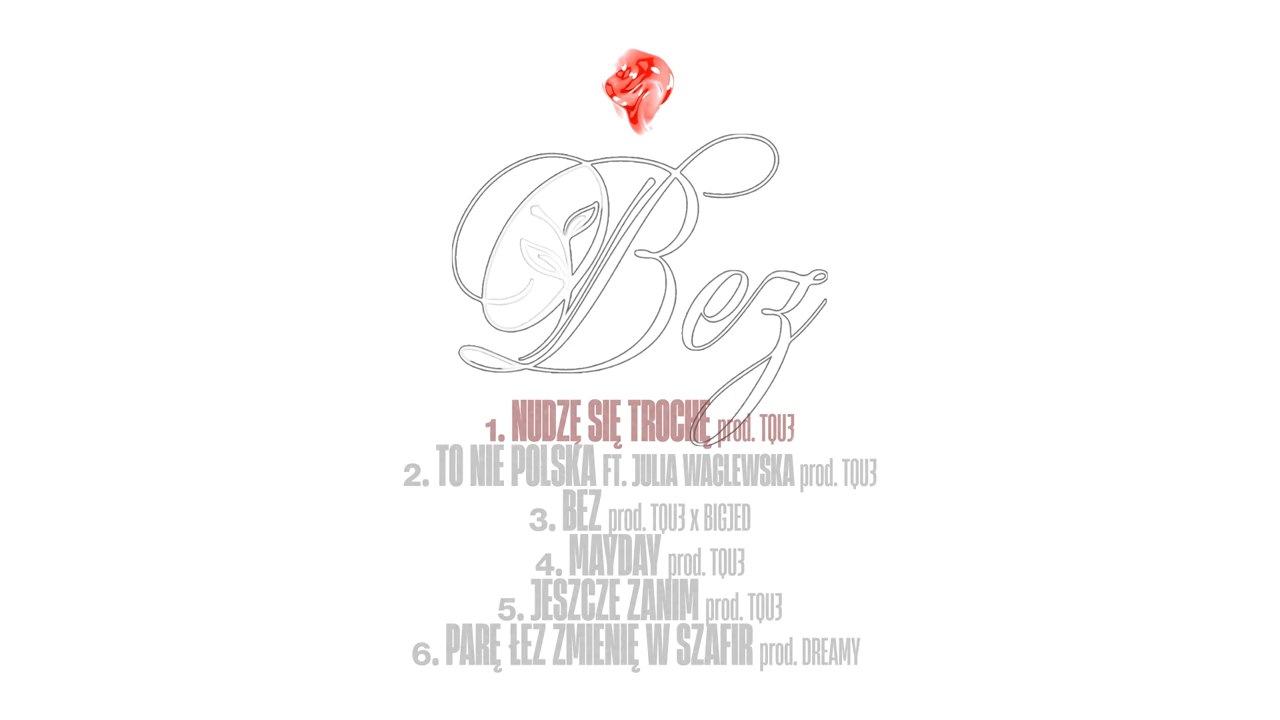 Bez
1. NUDZĘ SIĘ TROCHĘ prod. TQU3
2. TO NIE POLSKA FT. JULIA WAGLEWSKA prod. TQU3
3. BEZ prod. TQU3 x BIGJED
4. MAYDAY prod. TQU3
5. JESZCZE ZANIM prod. TQU3
6. PARĘ ŁEZ ZMIENIĘ W SZAFIR prod. DREAMY